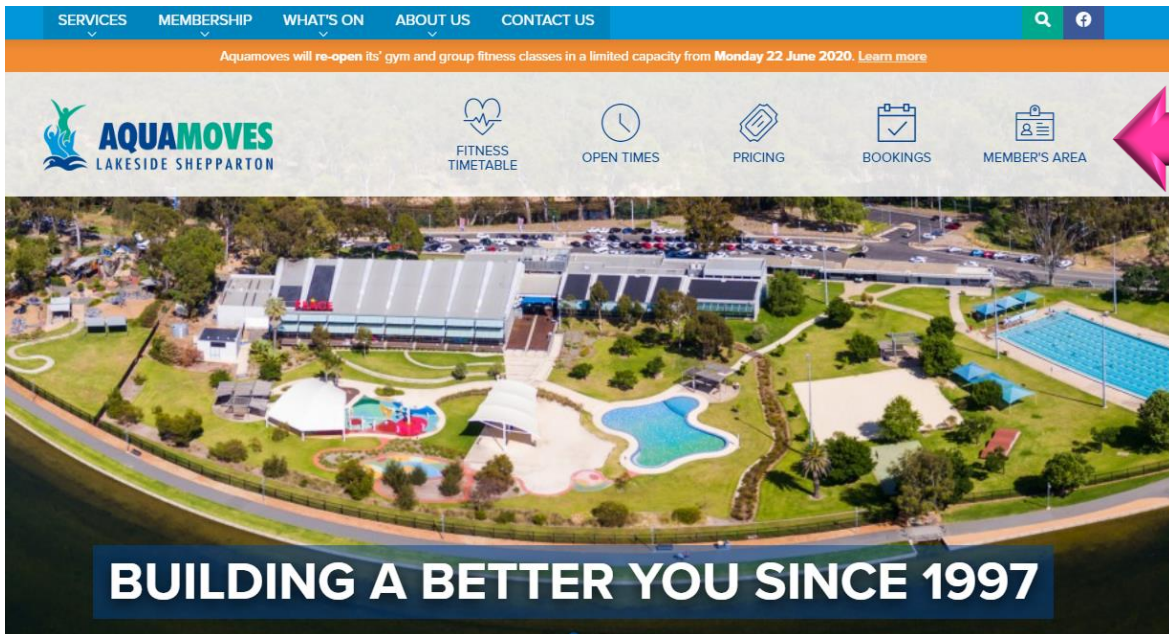 SERVICES MEMBERSHIP WHAT'S ON ABOUT US CONTACT US
Aquamoves will re-open its' gym and group fitness classes in a limited capacity from Monday 22 June 2020. Learn more
AQUAMOVES
LAKESIDE SHEPPARTON
FITNESS
TIMETABLE
OPEN TIMES
PRICING
BOOKINGS
MEMBER'S AREA
BUILDING A BETTER YOU SINCE 1997